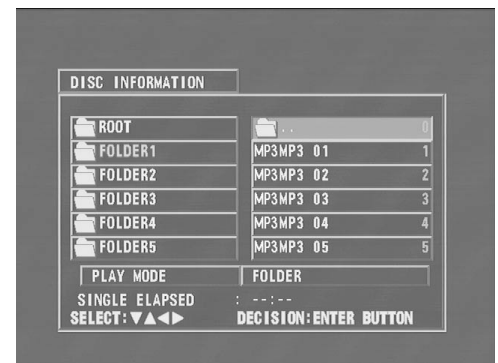 DISC INFORMATION
ROOT
FOLDER1
FOLDER2
FOLDER3
FOLDER4
FOLDER5
.. 0
MP3MP3 01 1
MP3MP3 02 2
MP3MP3 03 3
MP3MP3 04 4
MP3MP3 05 5
PLAY MODE FOLDER
SINGLE ELAPSED : --:--
SELECT:▼▲◀▶ DECISION:ENTER BUTTON